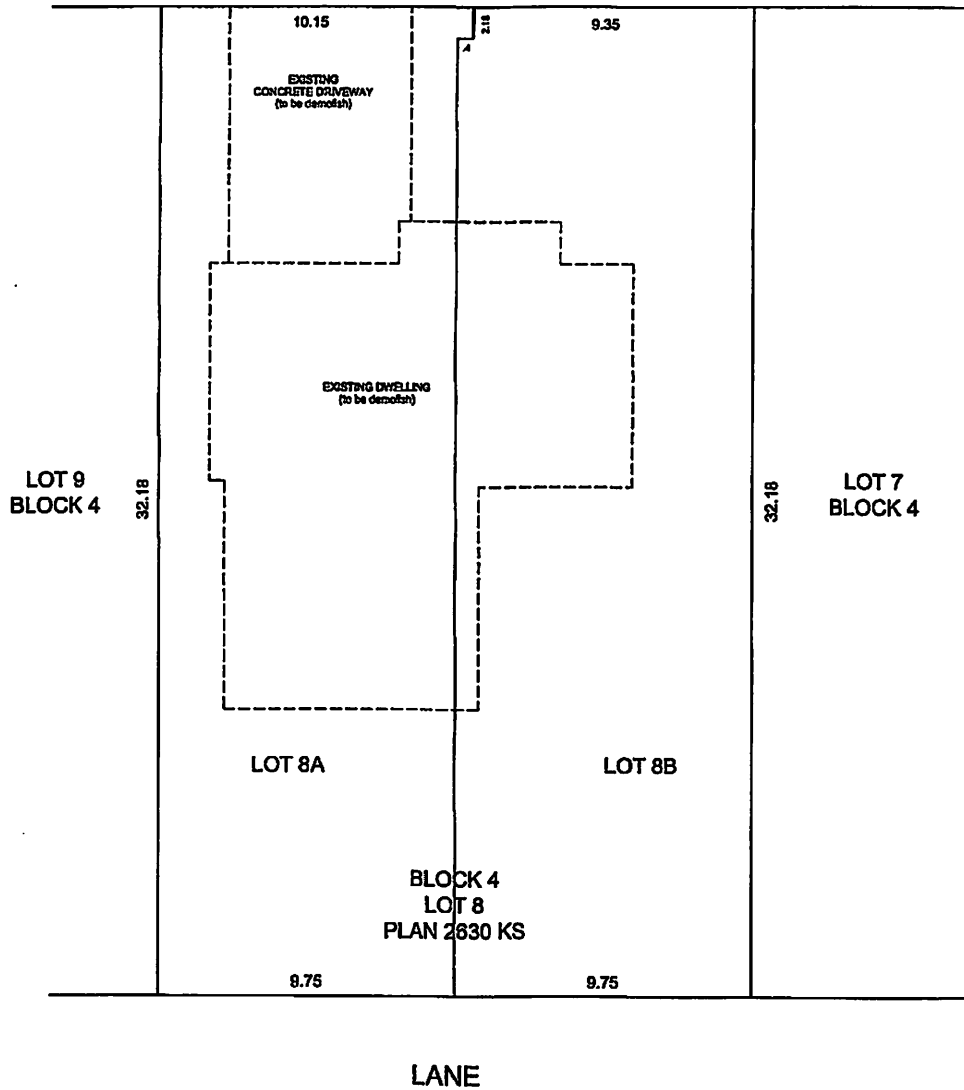 10.15
2.18
9.35
.4
EXISTING
CONCRETE DRIVEWAY
(to be demolish)
EXISTING DWELLING
(to be demolish)
LOT 9
BLOCK 4
32.18
32.18
LOT 7
BLOCK 4
LOT 8A
LOT 8B
BLOCK 4
LOT 8
PLAN 2630 KS
9.75
9.75
LANE